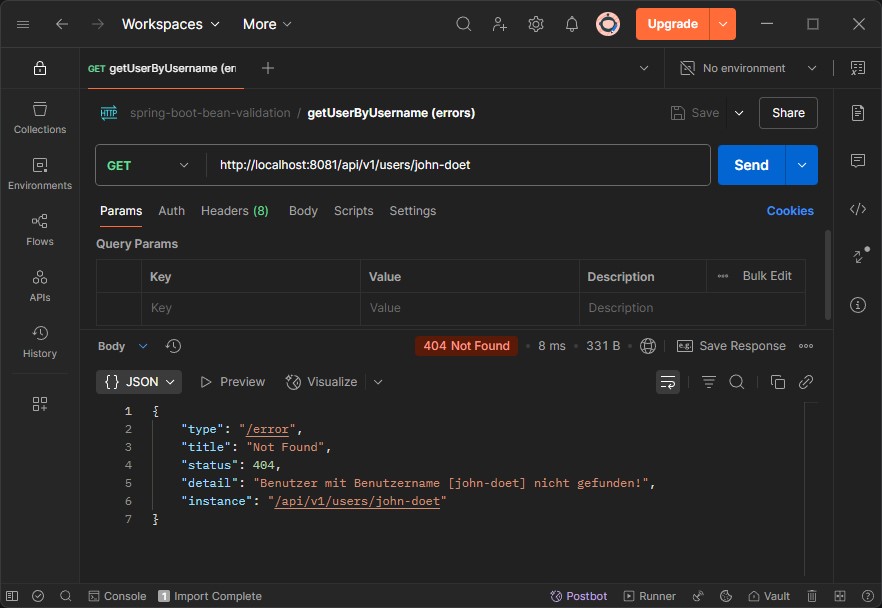 Workspaces More Upgrade
GET getUserByUsername (er No environment
HTTP spring-boot-bean-validation / getUserByUsername (errors) Save Share
GET http://localhost:8081/api/v1/users/john-doet Send
Params Auth Headers (8) Body Scripts Settings Cookies
Query Params
Key Value Description Bulk Edit
Key Value Description
Collections
Environments
Flows
APIs
History
Body 404 Not Found 8 ms 331 B e.g. Save Response
{} JSON Preview Visualize
1 {
2 "type": "/error",
3 "title": "Not Found",
4 "status": 404,
5 "detail": "Benutzer mit Benutzername [john-doet] nicht gefunden!",
6 "instance": "/api/v1/users/john-doet"
7 }
Console 1 Import Complete Postbot Runner Vault